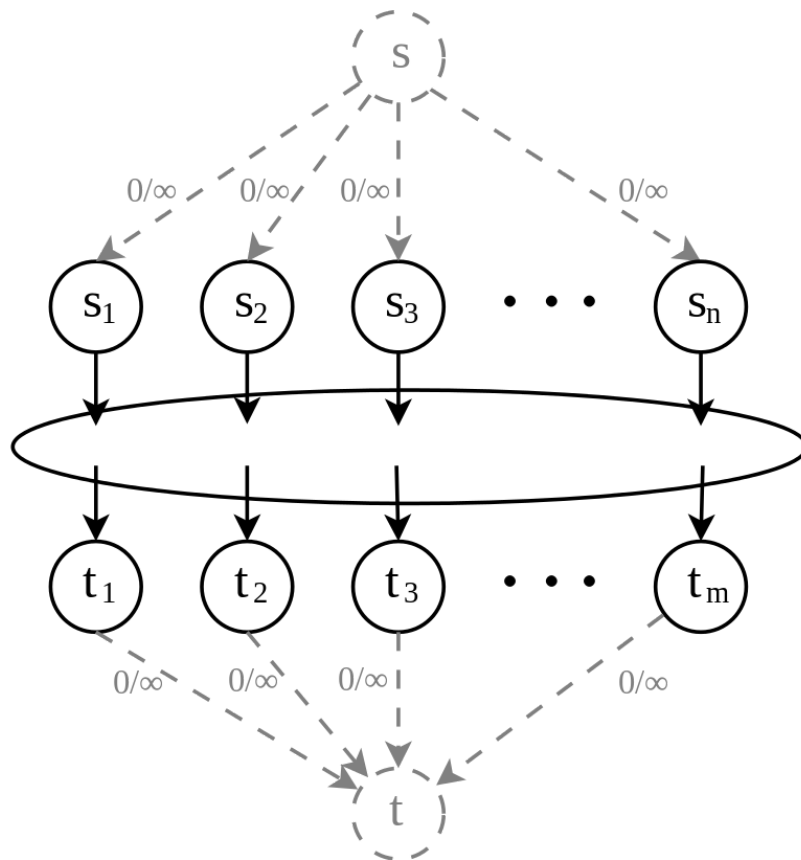 s
0/∞ 0/∞ 0/∞ 0/∞
s₁ s₂ s₃ • • • sₙ
t₁ t₂ t₃ • • • tₘ
0/∞ 0/∞ 0/∞ 0/∞
t